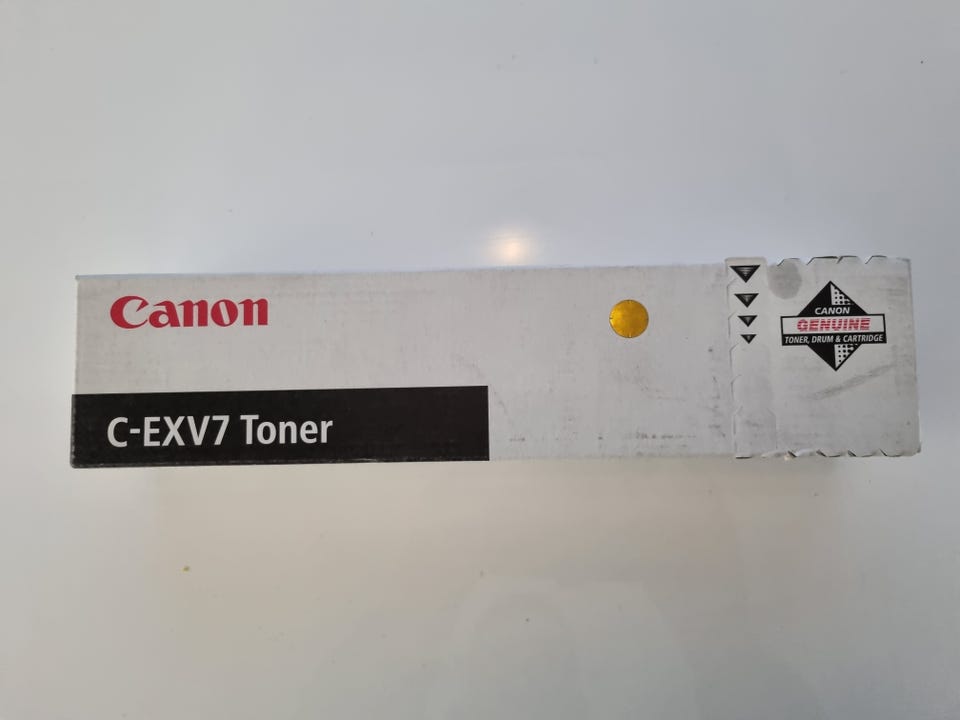 Canon
C-EXV7 Toner
CANON
GENUINE
TONER, DRUM & CARTRIDGE